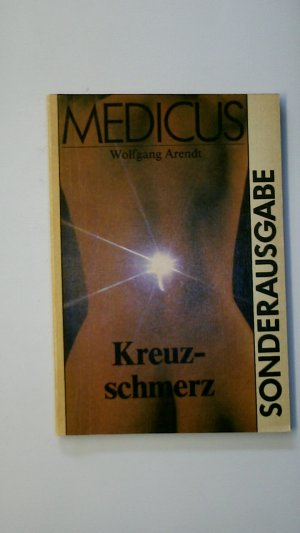 MEDICUS
Wolfgang Arendt
Kreuz-
schmerz
SONDERAUSGABE